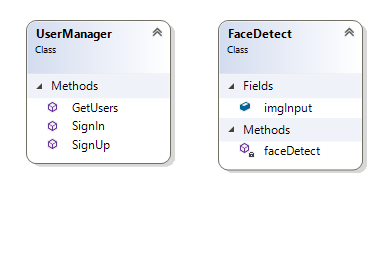 UserManager
Class
Methods
GetUsers
SignIn
SignUp
FaceDetect
Class
Fields
imgInput
Methods
faceDetect